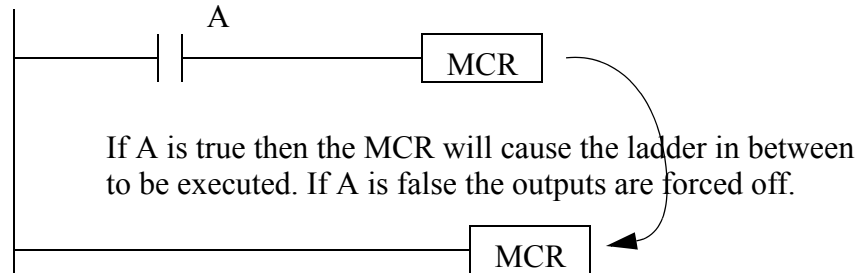 A
MCR
If A is true then the MCR will cause the ladder in between
to be executed. If A is false the outputs are forced off.
MCR